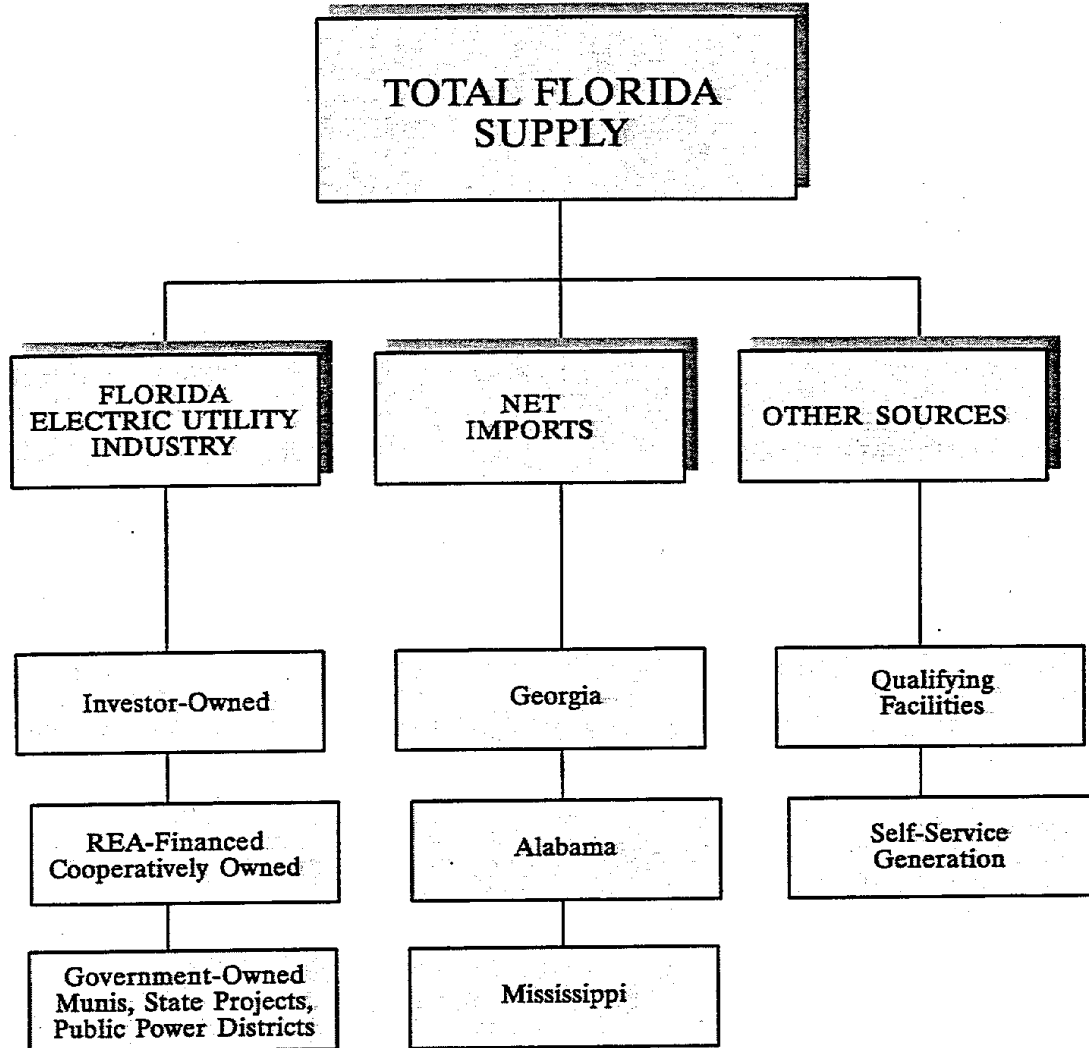 TOTAL FLORIDA
SUPPLY
FLORIDA
ELECTRIC UTILITY
INDUSTRY
NET
IMPORTS
OTHER SOURCES
Investor-Owned
Georgia
Qualifying
Facilities
REA-Financed
Cooperatively Owned
Alabama
Self-Service
Generation
Government-Owned
Munis, State Projects,
Public Power Districts
Mississippi